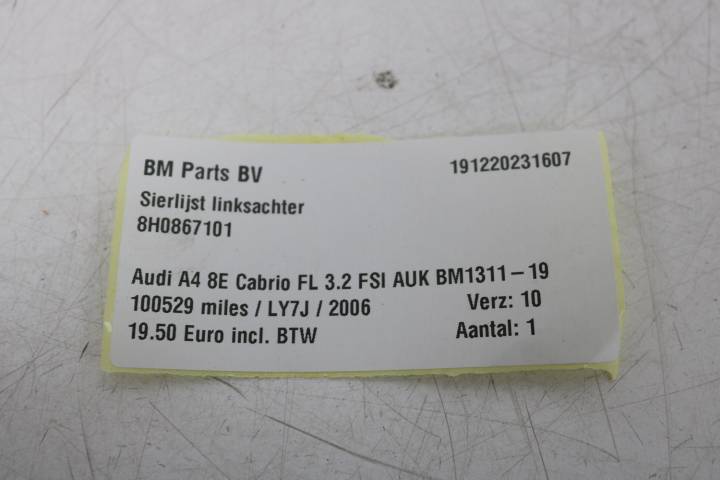 BM Parts BV 191220231607
Sierlijst linksachter
8H0867101
Audi A4 8E Cabrio FL 3.2 FSI AUK BM1311-19
100529 miles / LY7J / 2006 Verz: 10
19.50 Euro incl. BTW Aantal: 1